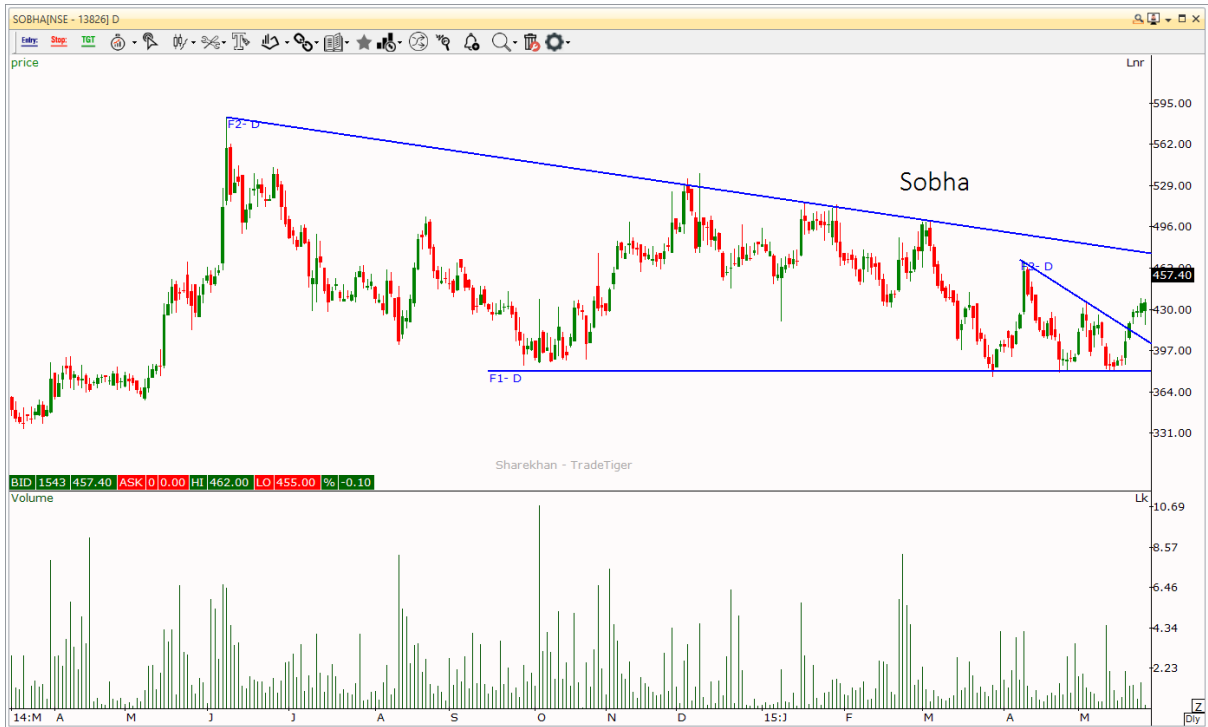 SOBHA[NSE - 13826] D
Entry: Stop: TGT
price Lnr
595.00
F2- D
562.00
529.00
Sobha
496.00
457.40
430.00
397.00
F1- D
364.00
331.00
Sharekhan - TradeTiger
BID 1543 457.40 ASK 0 0.00 HI 462.00 LO 455.00 % -0.10
Volume Lk
10.69
8.57
6.46
4.34
2.23
14:M A M J J A S O N D 15:J F M A M
Z
Dly